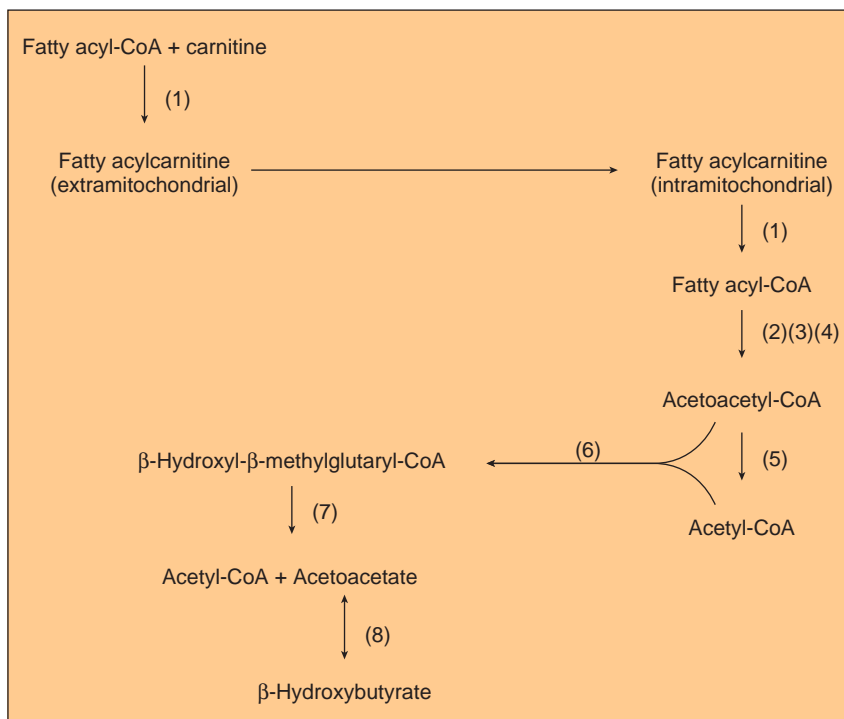 Fatty acyl-CoA + carnitine
(1)
Fatty acylcarnitine
(extramitochondrial)
Fatty acylcarnitine
(intramitochondrial)
(1)
Fatty acyl-CoA
(2)(3)(4)
Acetoacetyl-CoA
(5)
Acetyl-CoA
(6)
β-Hydroxyl-β-methylglutaryl-CoA
(7)
Acetyl-CoA + Acetoacetate
(8)
β-Hydroxybutyrate